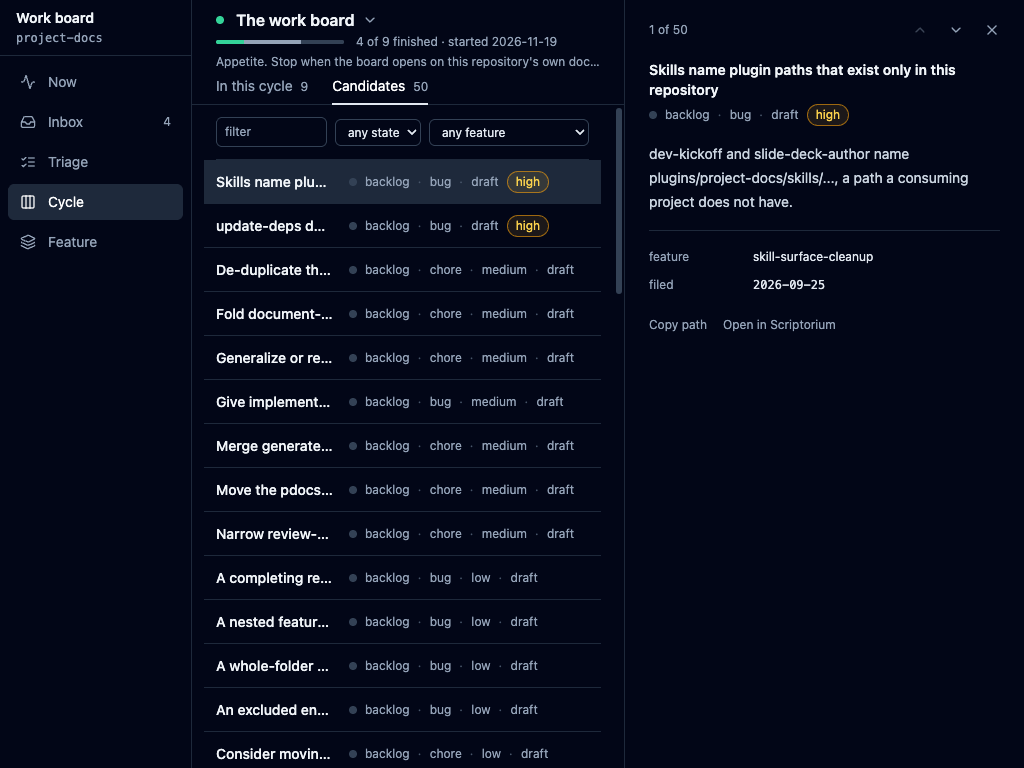 Work board
project-docs
Now
Inbox 4
Triage
Cycle
Feature
The work board
4 of 9 finished · started 2026-11-19
Appetite. Stop when the board opens on this repository's own doc...
In this cycle 9 Candidates 50
filter any state any feature
Skills name plu... backlog · bug · draft high
update-deps d... backlog · bug · draft high
De-duplicate th... backlog · chore · medium · draft
Fold document-... backlog · chore · medium · draft
Generalize or re... backlog · chore · medium · draft
Give implement... backlog · bug · medium · draft
Merge generate... backlog · chore · medium · draft
Move the pdocs... backlog · chore · medium · draft
Narrow review-... backlog · chore · medium · draft
A completing re... backlog · bug · low · draft
A nested featur... backlog · bug · low · draft
A whole-folder ... backlog · bug · low · draft
An excluded en... backlog · bug · low · draft
Consider movin... backlog · chore · low · draft
1 of 50
Skills name plugin paths that exist only in this
repository
backlog · bug · draft high
dev-kickoff and slide-deck-author name
plugins/project-docs/skills/..., a path a consuming
project does not have.
feature skill-surface-cleanup
filed 2026-09-25
Copy path Open in Scriptorium